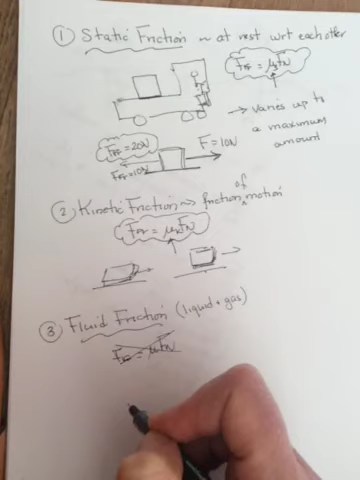 ① Static Friction ~ at rest wrt each other
Ffr = μsFN
→ varies up to
a maximum
amount
Ffr = 20N
F = 10N
Ffr = 10N
② Kinetic Friction ~> friction of motion
Ffr = μkFN
③ Fluid Friction (liquid + gas)
Ffr = μFN